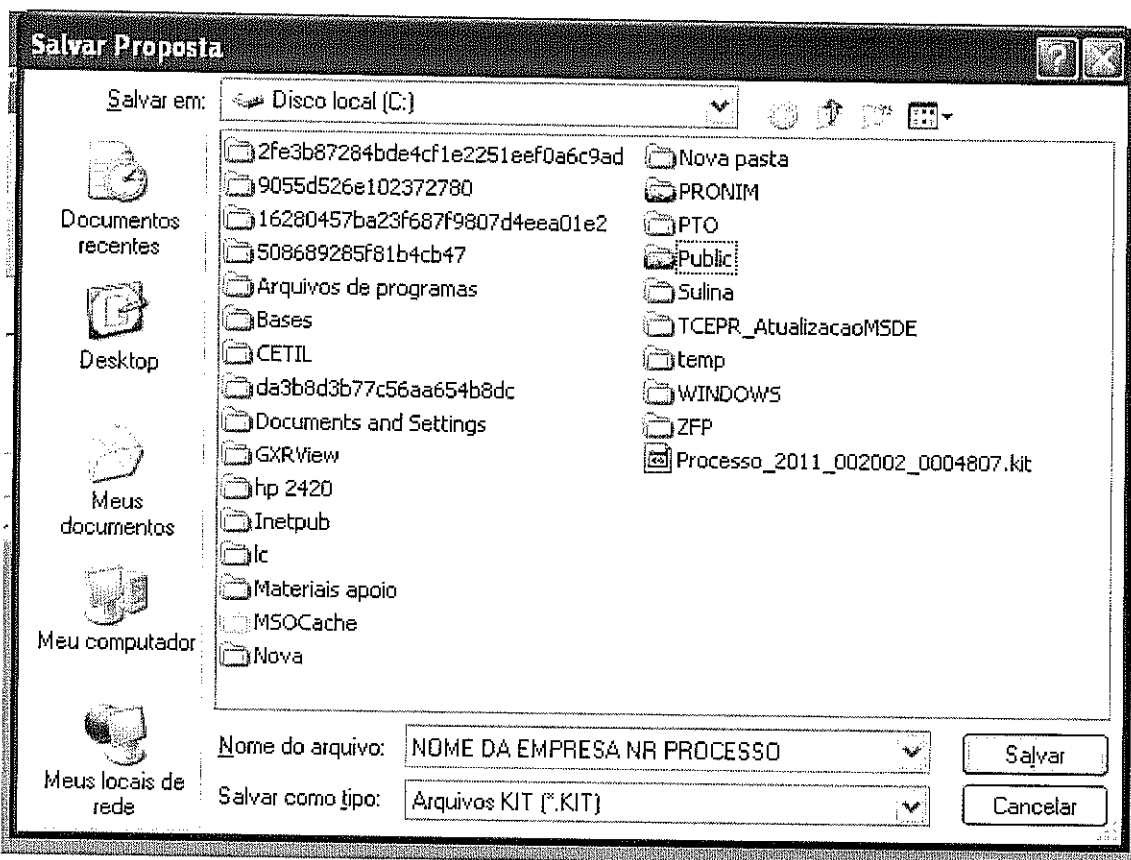 Salvar Proposta
Salvar em: Disco local (C:)
Documentos
recentes
Desktop
Meus
documentos
Meu computador
Meus locais de
rede
2fe3b87284bde4cf1e2251eef0a6c9ad
9055d526e102372780
16280457ba23f687f9807d4eea01e2
508689285f81b4cb47
Arquivos de programas
Bases
CETIL
da3b8d3b77c56aa654b8dc
Documents and Settings
GXRView
hp 2420
Inetpub
lc
Materiais apoio
MSOCache
Nova
Nova pasta
PRONIM
PTO
Public
Sulina
TCEPR_AtualizacaoMSDE
temp
WINDOWS
ZFP
Processo_2011_002002_0004807.kit
Nome do arquivo: NOME DA EMPRESA NR PROCESSO
Salvar
Salvar como tipo: Arquivos KIT (*.KIT)
Cancelar